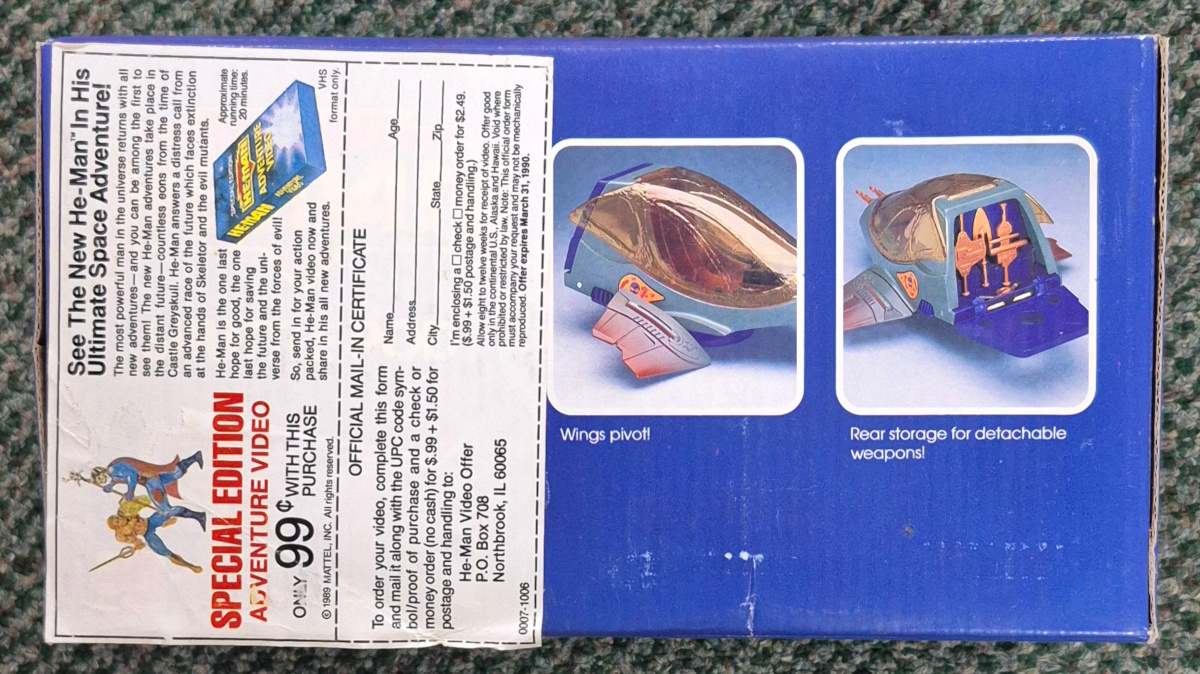 See The New He-Man™ In His
Ultimate Space Adventure!
The most powerful man in the universe returns with all
new adventures—and you can be among the first to
see them! The new He-Man adventures take place in
the distant future—countless eons from the time of
Castle Greyskull. He-Man answers a distress call from
an advanced race of the future which faces extinction
at the hands of Skeletor and the evil mutants.
He-Man is the one last
hope for good, the one
last hope for saving
the future and the uni-
verse from the forces of evil!
So, send in for your action
packed, He-Man video now and
share in his all new adventures.
Approximate
running time:
20 minutes.
SPECIAL EDITION
HE-MAN
ADVENTURE
VIDEO
HE-MAN
VHS
format only.
SPECIAL EDITION
ADVENTURE VIDEO
ONLY 99¢ WITH THIS
PURCHASE
© 1989 MATTEL, INC. All rights reserved.
OFFICIAL MAIL-IN CERTIFICATE
To order your video, complete this form
and mail it along with the UPC code sym-
bol/proof of purchase and a check or
money order (no cash) for $.99 + $1.50 for
postage and handling to:
He-Man Video Offer
P.O. Box 708
Northbrook, IL 60065
0007-1006
Name
Age
Address
City
State
Zip
I'm enclosing a □ check □ money order for $2.49.
($.99 + $1.50 postage and handling.)
Allow eight to twelve weeks for receipt of video. Offer good
only in the continental U.S., Alaska and Hawaii. Void where
prohibited or restricted by law. Note: This official order form
must accompany your request and may not be mechanically
reproduced. Offer expires March 31, 1990.
Wings pivot!
Rear storage for detachable
weapons!